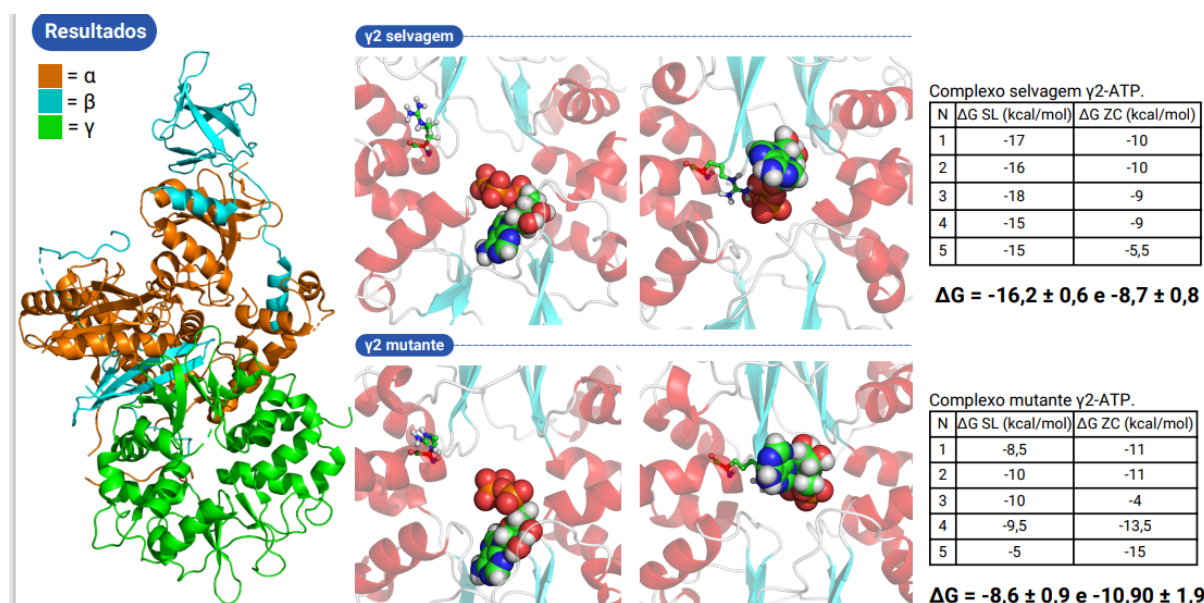 Resultados
= α
= β
= γ
γ2 selvagem
Complexo selvagem γ2-ATP.
N ΔG SL (kcal/mol) ΔG ZC (kcal/mol)
1 -17 -10
2 -16 -10
3 -18 -9
4 -15 -9
5 -15 -5,5
ΔG = -16,2 ± 0,6 e -8,7 ± 0,8
γ2 mutante
Complexo mutante γ2-ATP.
N ΔG SL (kcal/mol) ΔG ZC (kcal/mol)
1 -8,5 -11
2 -10 -11
3 -10 -4
4 -9,5 -13,5
5 -5 -15
ΔG = -8,6 ± 0,9 e -10,90 ± 1,9